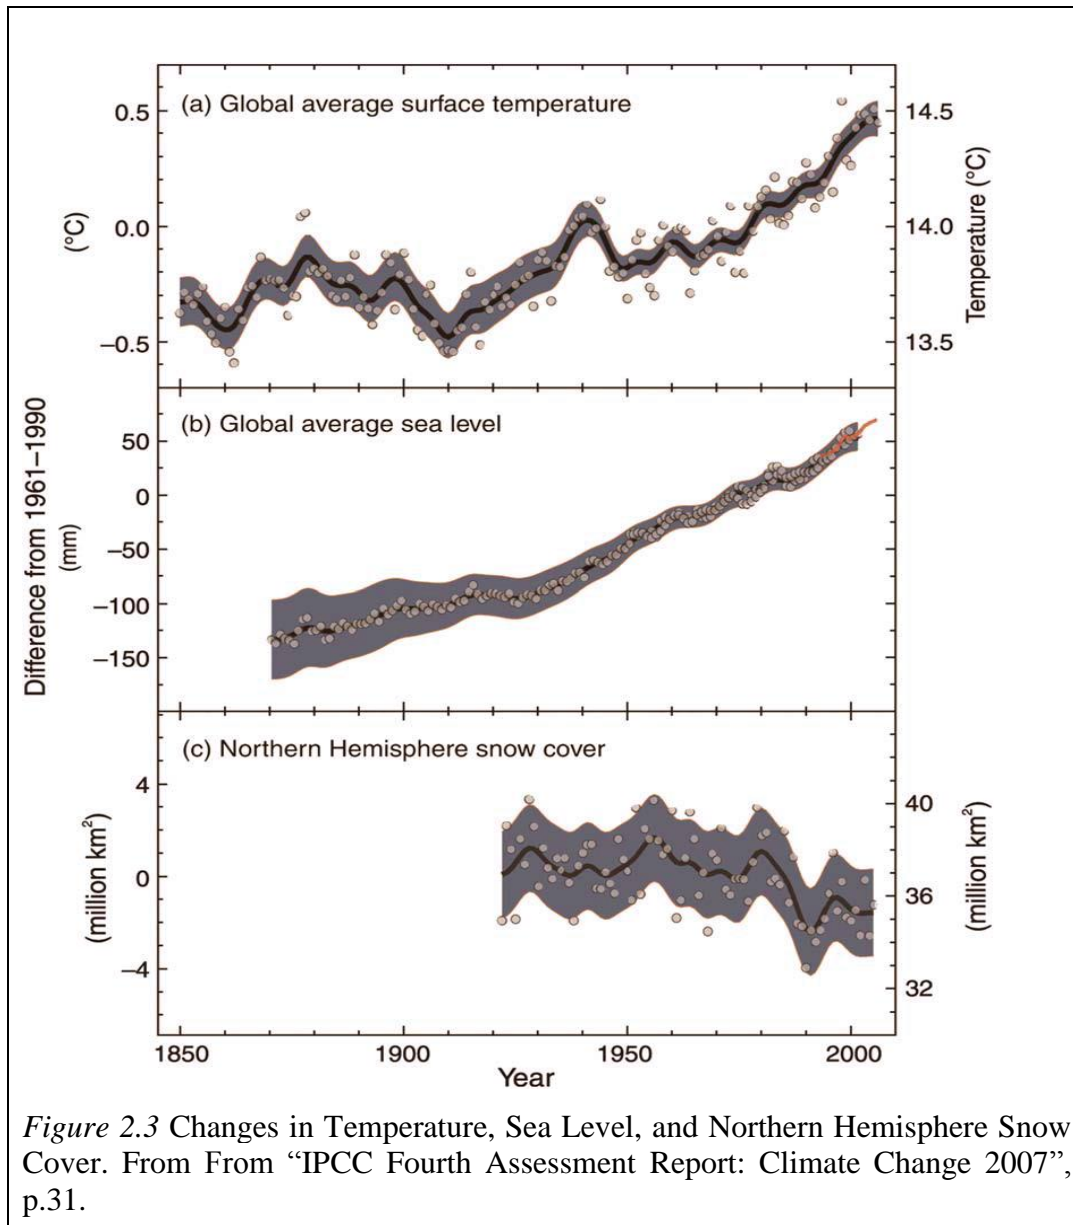 (a) Global average surface temperature
0.5
0.0
−0.5
(°C)
14.5
14.0
13.5
Temperature (°C)
Difference from 1961–1990
(b) Global average sea level
50
0
−50
−100
−150
(mm)
(c) Northern Hemisphere snow cover
4
0
−4
(million km²)
40
36
32
(million km²)
1850
1900
1950
2000
Year
Figure 2.3 Changes in Temperature, Sea Level, and Northern Hemisphere Snow
Cover. From From “IPCC Fourth Assessment Report: Climate Change 2007”,
p.31.